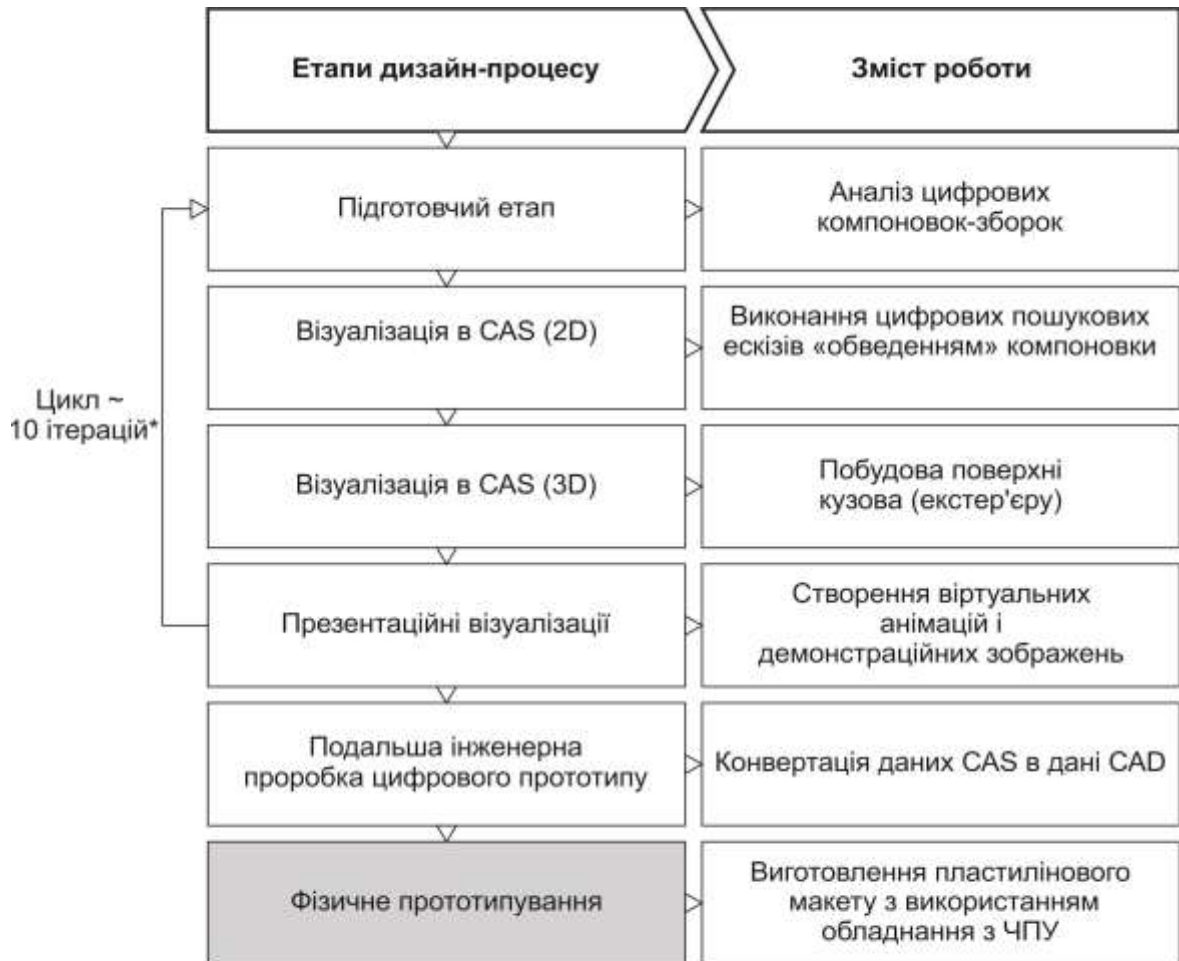 Етапи дизайн-процесу
Зміст роботи
Підготовчий етап
Аналіз цифрових
компоновок-зборок
Візуалізація в CAS (2D)
Виконання цифрових пошукових
ескізів «обведенням» компоновки
Цикл ~
10 ітерацій*
Візуалізація в CAS (3D)
Побудова поверхні
кузова (екстер'єру)
Презентаційні візуалізації
Створення віртуальних
анімацій і
демонстраційних зображень
Подальша інженерна
проробка цифрового прототипу
Конвертація даних CAS в дані CAD
Фізичне прототипування
Виготовлення пластилінового
макету з використанням
обладнання з ЧПУ